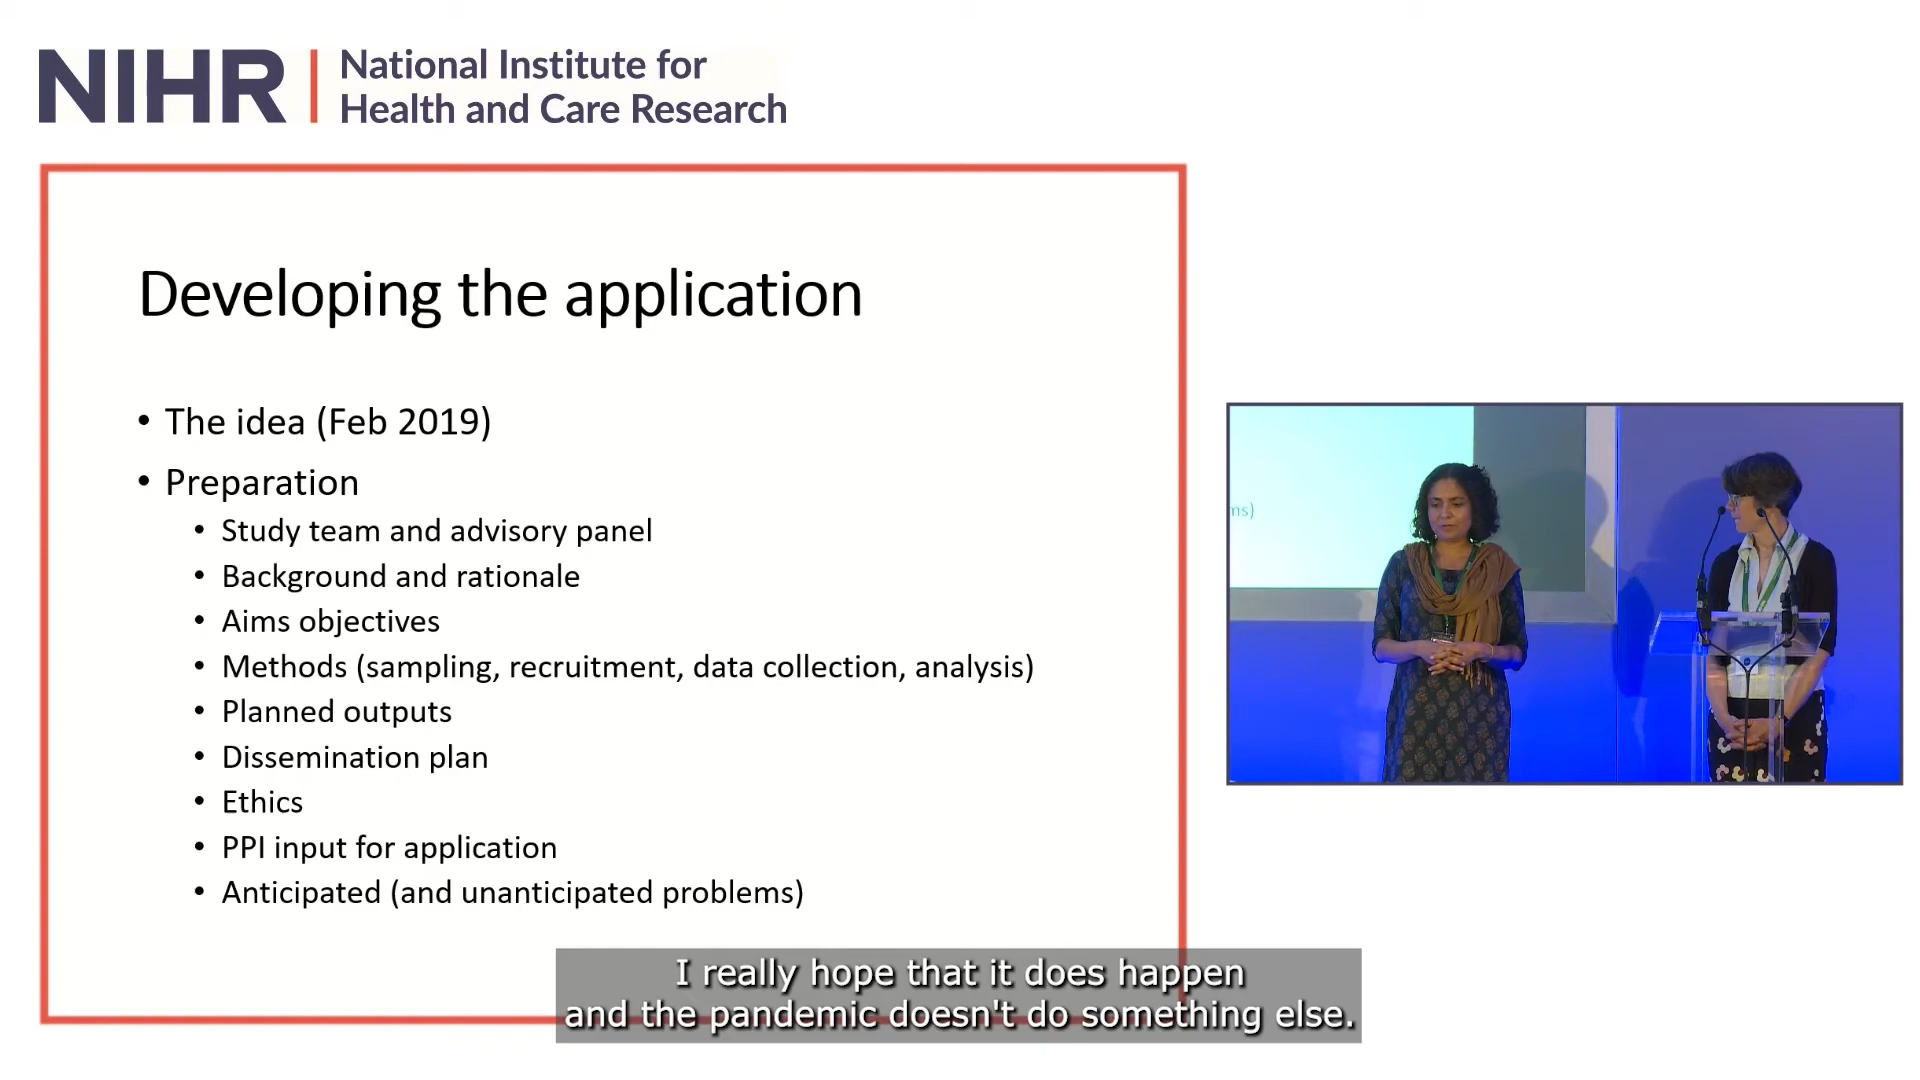 NIHR
National Institute for
Health and Care Research
Developing the application
• The idea (Feb 2019)
• Preparation
• Study team and advisory panel
• Background and rationale
• Aims objectives
• Methods (sampling, recruitment, data collection, analysis)
• Planned outputs
• Dissemination plan
• Ethics
• PPI input for application
• Anticipated (and unanticipated problems)
ms)
I really hope that it does happen
and the pandemic doesn't do something else.